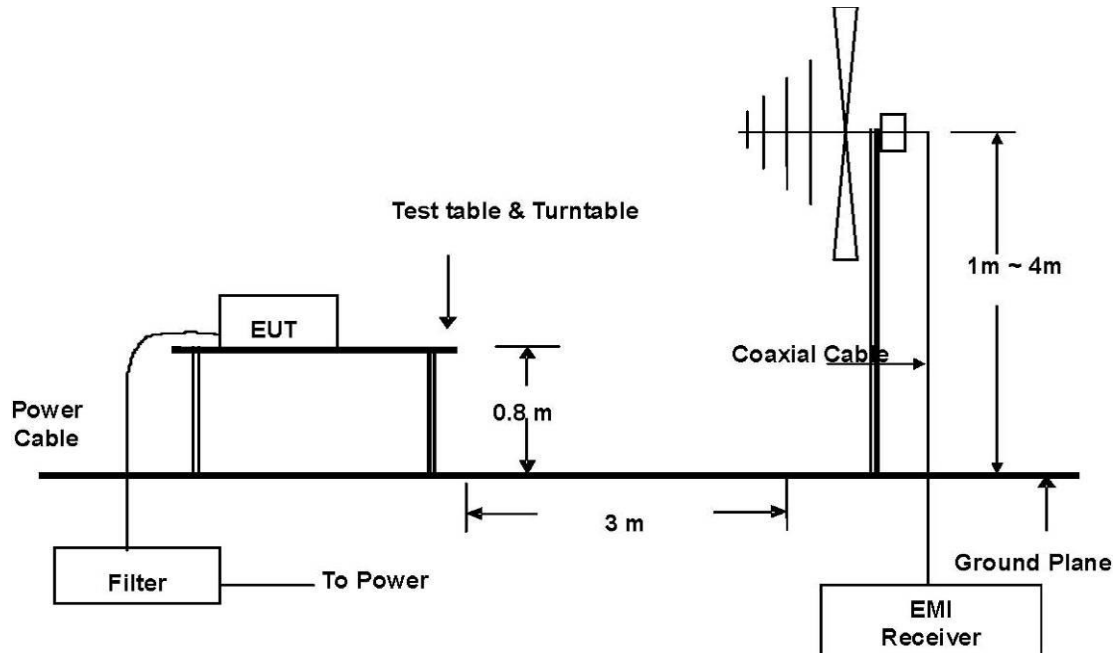 Test table & Turntable
EUT
1m ~ 4m
Coaxial Cable
0.8 m
Power
Cable
3 m
Ground Plane
Filter
To Power
EMI
Receiver